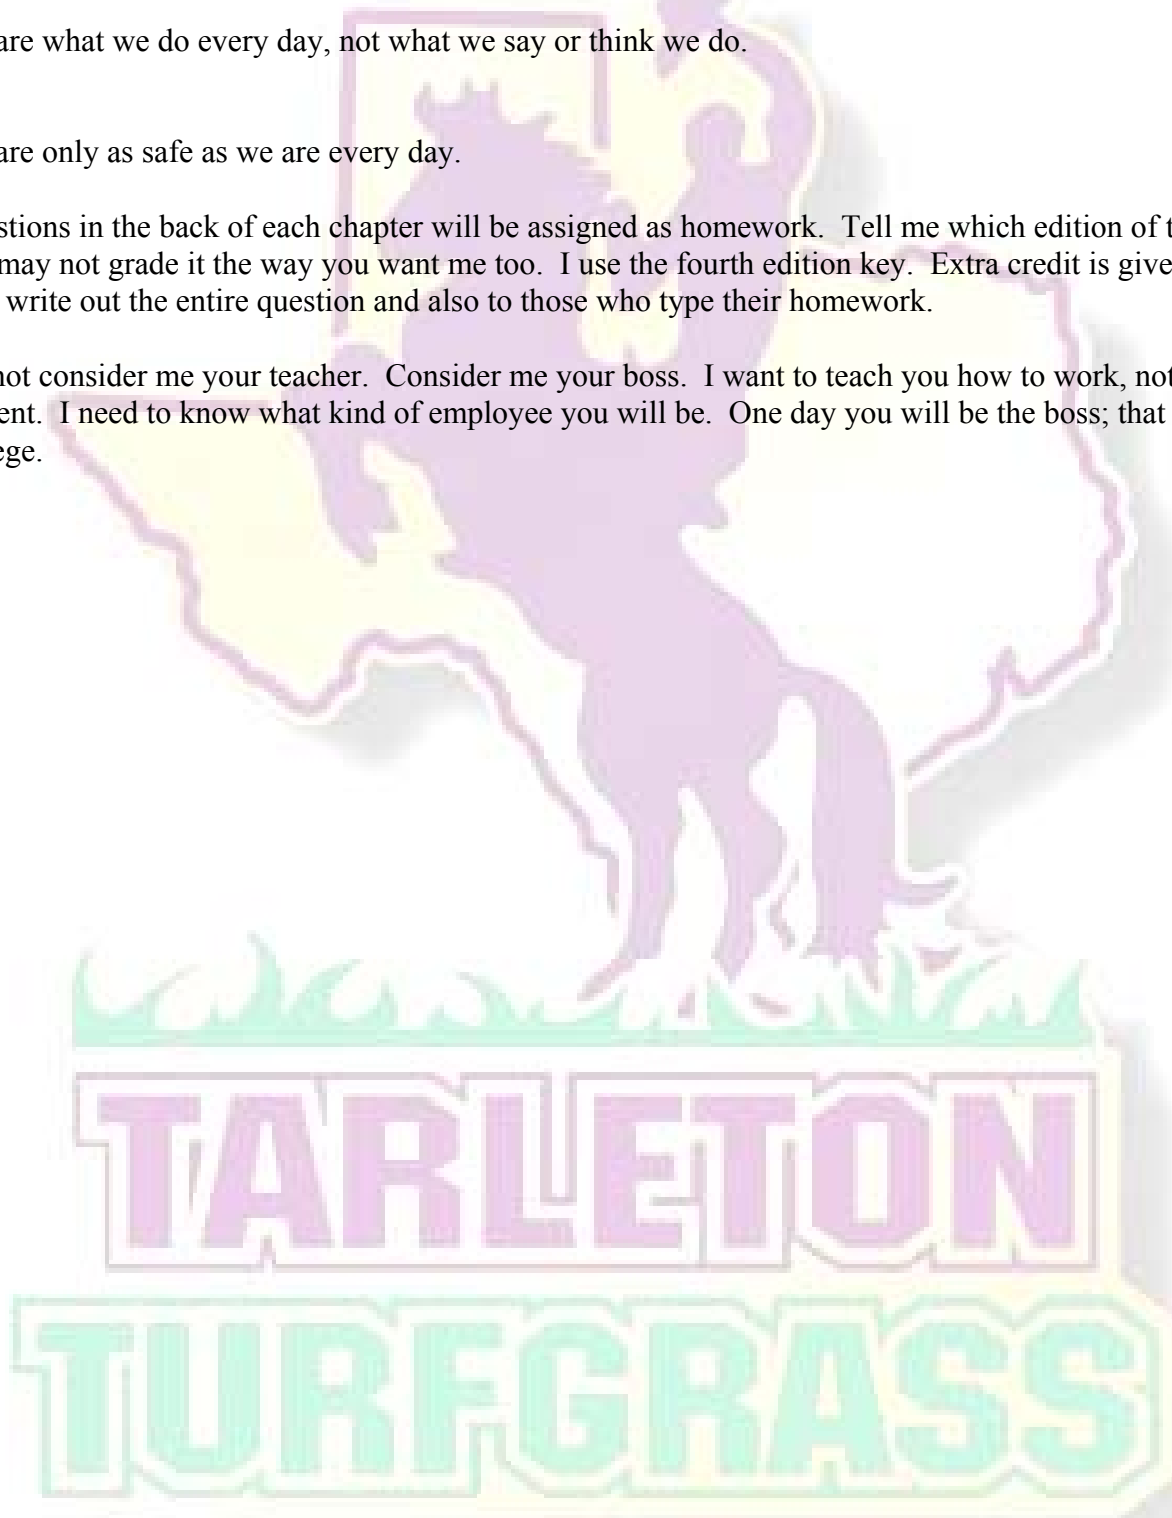 are what we do every day, not what we say or think we do.
are only as safe as we are every day.
stions in the back of each chapter will be assigned as homework.  Tell me which edition of t
may not grade it the way you want me too.  I use the fourth edition key.  Extra credit is give
write out the entire question and also to those who type their homework.
not consider me your teacher.  Consider me your boss.  I want to teach you how to work, not
ent.  I need to know what kind of employee you will be.  One day you will be the boss; that
ege.
TARLETON
TURFGRASS